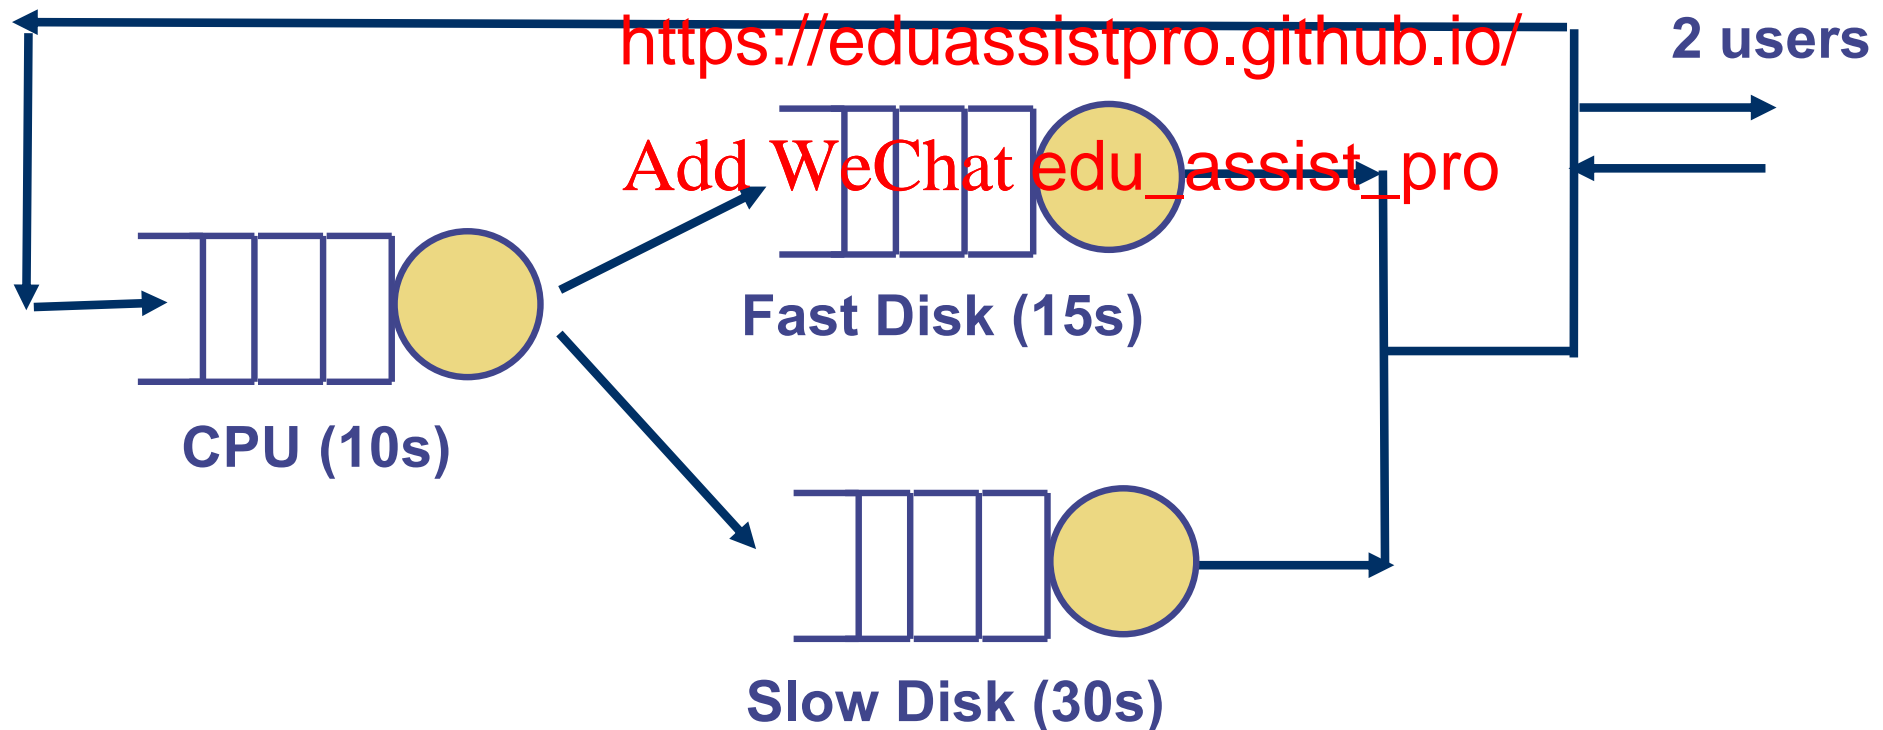 https://eduassistpro.github.io/
2 users
Add WeChat edu_assist_pro
Fast Disk (15s)
CPU (10s)
Slow Disk (30s)